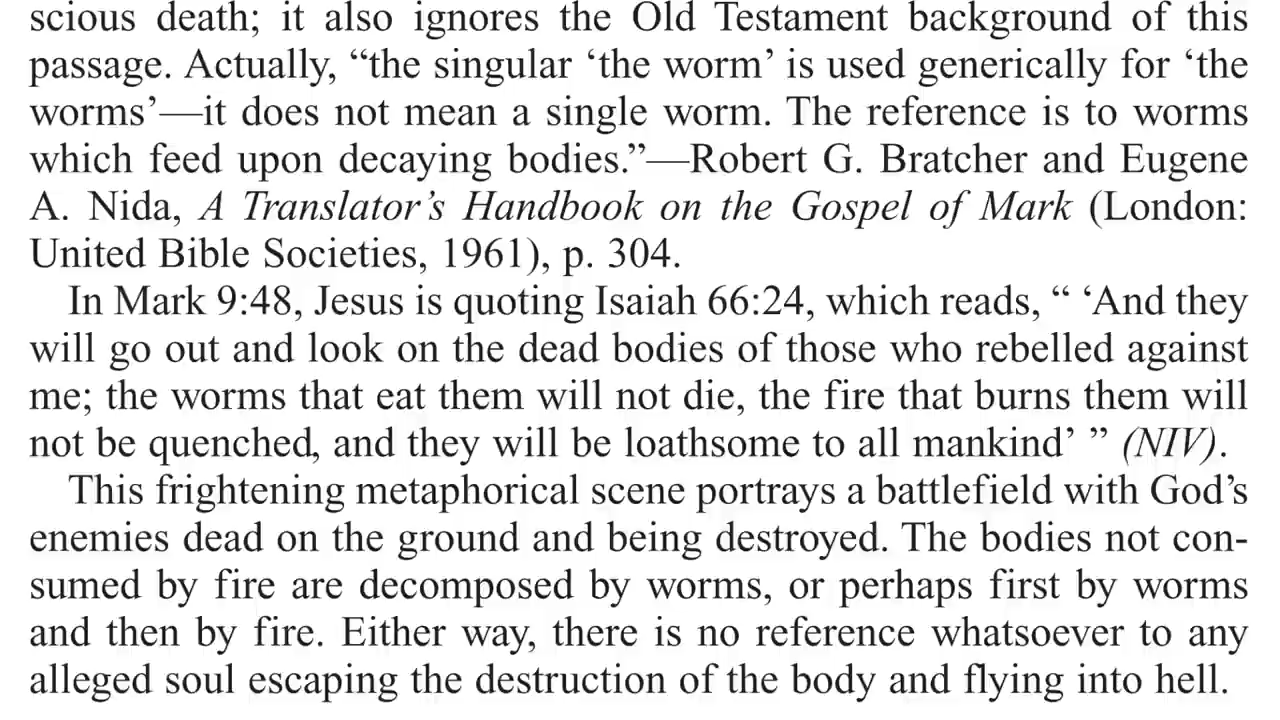 scious death; it also ignores the Old Testament background of this
passage. Actually, “the singular ‘the worm’ is used generically for ‘the
worms’—it does not mean a single worm. The reference is to worms
which feed upon decaying bodies.”—Robert G. Bratcher and Eugene
A. Nida, A Translator’s Handbook on the Gospel of Mark (London:
United Bible Societies, 1961), p. 304.
In Mark 9:48, Jesus is quoting Isaiah 66:24, which reads, “ ‘And they
will go out and look on the dead bodies of those who rebelled against
me; the worms that eat them will not die, the fire that burns them will
not be quenched, and they will be loathsome to all mankind’ ” (NIV).
This frightening metaphorical scene portrays a battlefield with God’s
enemies dead on the ground and being destroyed. The bodies not con-
sumed by fire are decomposed by worms, or perhaps first by worms
and then by fire. Either way, there is no reference whatsoever to any
alleged soul escaping the destruction of the body and flying into hell.